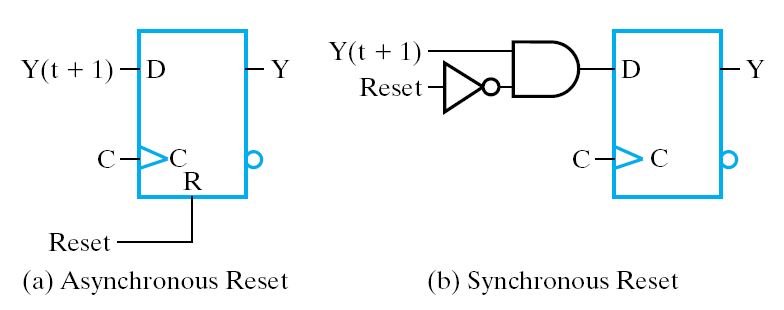 Y(t + 1)
D
Y
C
C
R
Reset
(a) Asynchronous Reset
Y(t + 1)
Reset
D
Y
C
C
(b) Synchronous Reset